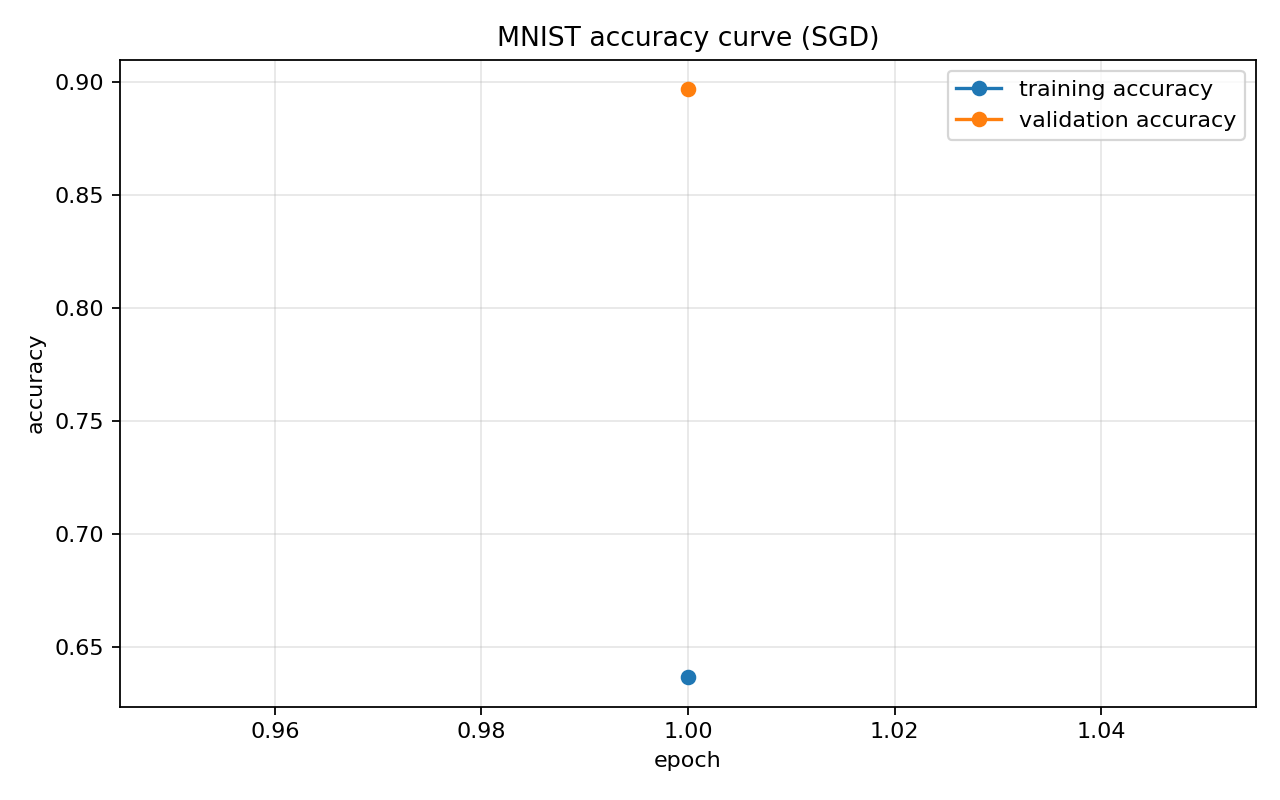 MNIST accuracy curve (SGD)
training accuracy
validation accuracy
accuracy
0.90
0.85
0.80
0.75
0.70
0.65
0.96 0.98 1.00 1.02 1.04
epoch